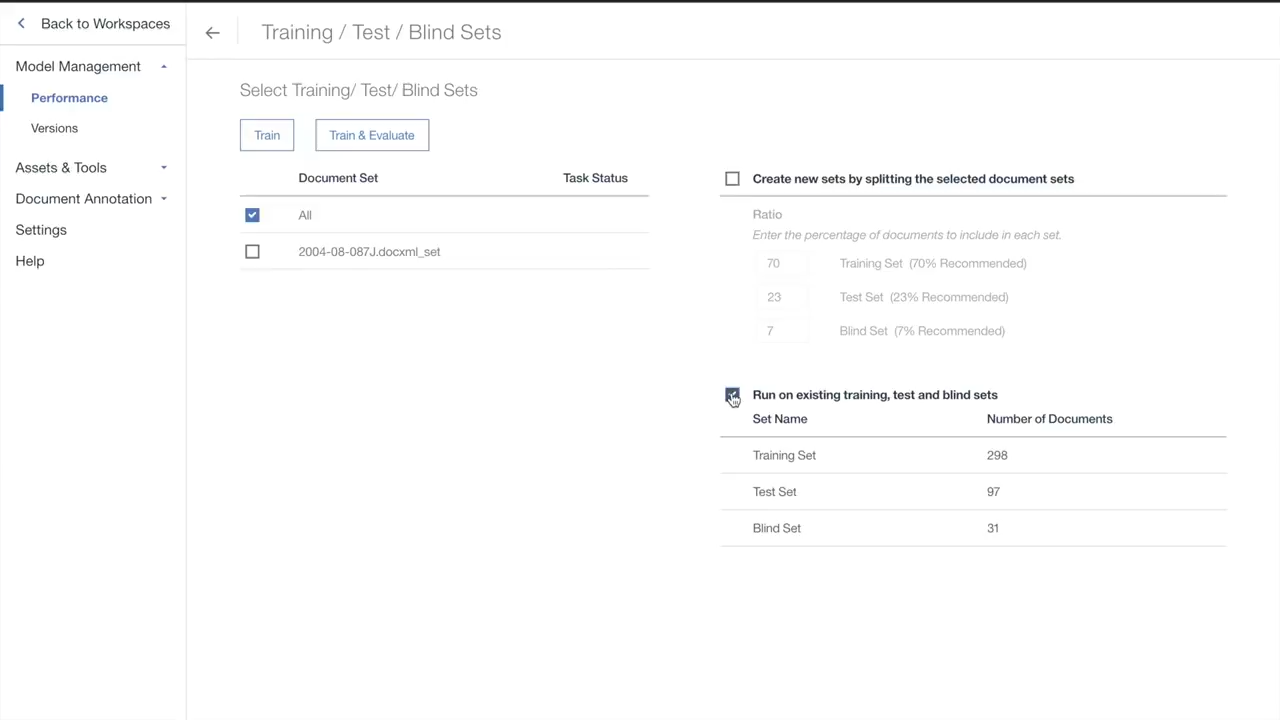 Back to Workspaces
Model Management
Performance
Versions
Assets & Tools
Document Annotation
Settings
Help
Training / Test / Blind Sets
Select Training/ Test/ Blind Sets
Train
Train & Evaluate
Document Set Task Status
All
2004-08-087J.docxml_set
Create new sets by splitting the selected document sets
Ratio
Enter the percentage of documents to include in each set.
70 Training Set (70% Recommended)
23 Test Set (23% Recommended)
7 Blind Set (7% Recommended)
Run on existing training, test and blind sets
Set Name Number of Documents
Training Set 298
Test Set 97
Blind Set 31